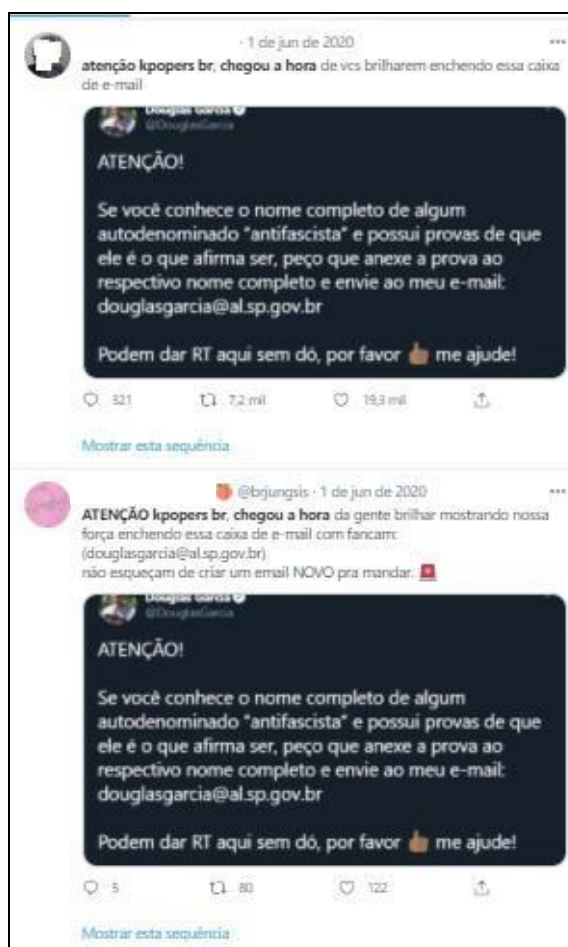 · 1 de jun de 2020
atenção kpopers br, chegou a hora de vcs brilharem enchendo essa caixa
de e-mail
Douglas Garcia
@DouglasGarcia
ATENÇÃO!
Se você conhece o nome completo de algum
autodenominado "antifascista" e possui provas de que
ele é o que afirma ser, peço que anexe a prova ao
respectivo nome completo e envie ao meu e-mail:
douglasgarcia@al.sp.gov.br
Podem dar RT aqui sem dó, por favor 👍🏾 me ajude!
321 7,2 mil 19,3 mil
Mostrar esta sequência
🍑 @brjungsis · 1 de jun de 2020
ATENÇÃO kpopers br, chegou a hora da gente brilhar mostrando nossa
força enchendo essa caixa de e-mail com fancam:
(douglasgarcia@al.sp.gov.br)
não esqueçam de criar um email NOVO pra mandar. 🚨
Douglas Garcia
@DouglasGarcia
ATENÇÃO!
Se você conhece o nome completo de algum
autodenominado "antifascista" e possui provas de que
ele é o que afirma ser, peço que anexe a prova ao
respectivo nome completo e envie ao meu e-mail:
douglasgarcia@al.sp.gov.br
Podem dar RT aqui sem dó, por favor 👍🏾 me ajude!
5 80 122
Mostrar esta sequência